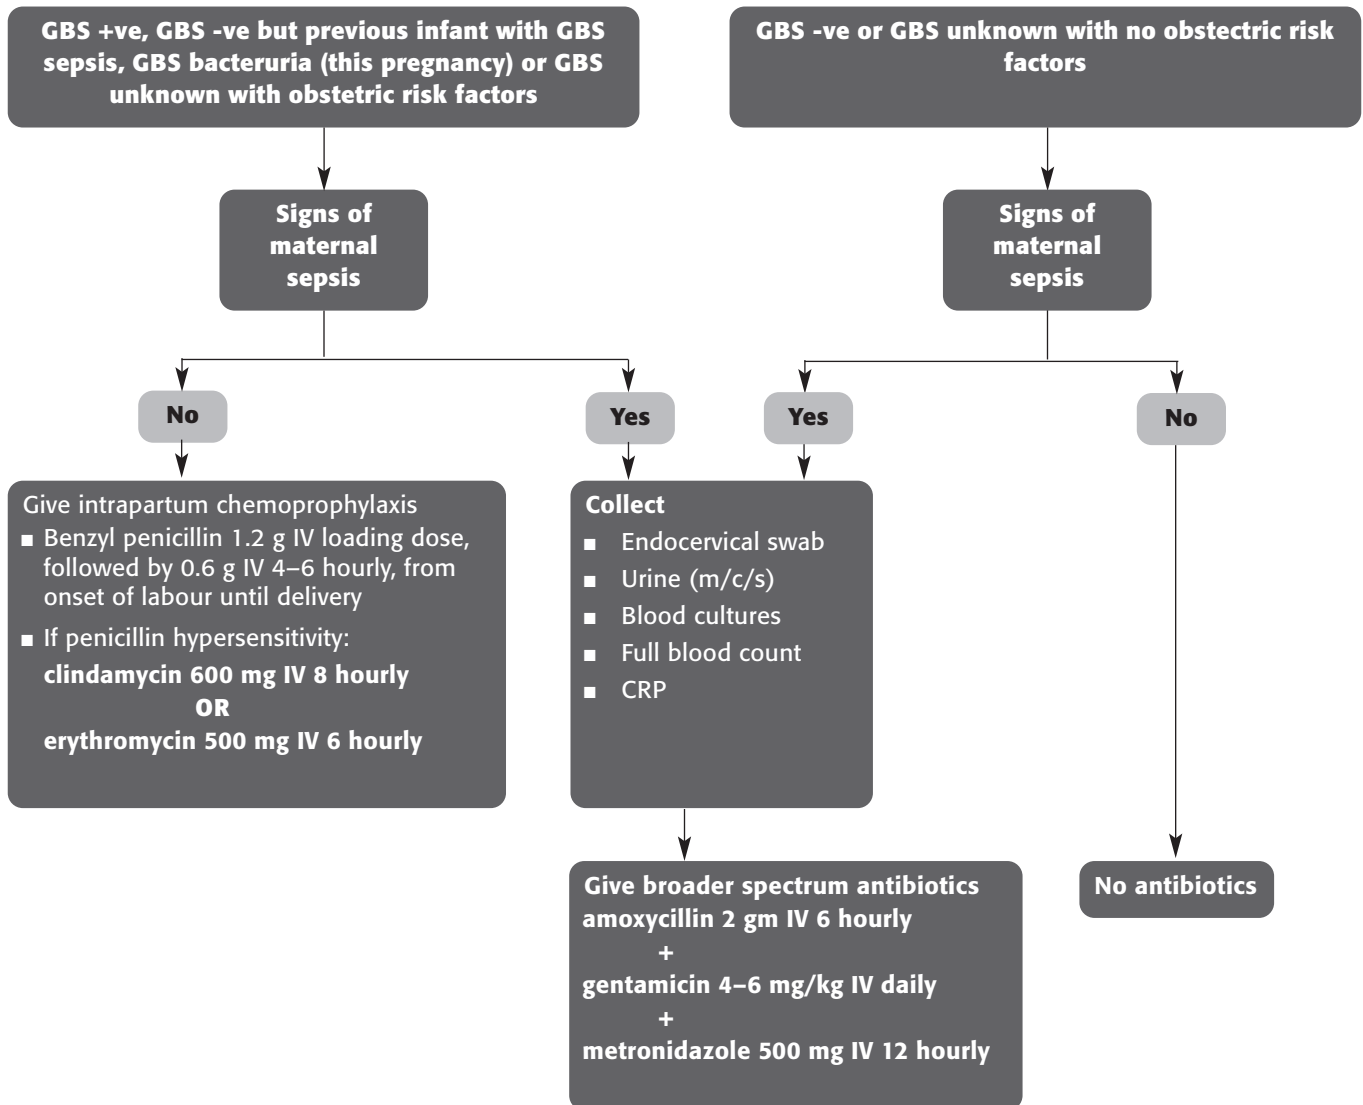 GBS +ve, GBS -ve but previous infant with GBS
sepsis, GBS bacteruria (this pregnancy) or GBS
unknown with obstetric risk factors
GBS -ve or GBS unknown with no obstectric risk
factors
Signs of
maternal
sepsis
Signs of
maternal
sepsis
No
Yes
Yes
No
Give intrapartum chemoprophylaxis
■ Benzyl penicillin 1.2 g IV loading dose,
followed by 0.6 g IV 4–6 hourly, from
onset of labour until delivery
■ If penicillin hypersensitivity:
clindamycin 600 mg IV 8 hourly
OR
erythromycin 500 mg IV 6 hourly
Collect
■ Endocervical swab
■ Urine (m/c/s)
■ Blood cultures
■ Full blood count
■ CRP
Give broader spectrum antibiotics
amoxycillin 2 gm IV 6 hourly
+
gentamicin 4–6 mg/kg IV daily
+
metronidazole 500 mg IV 12 hourly
No antibiotics